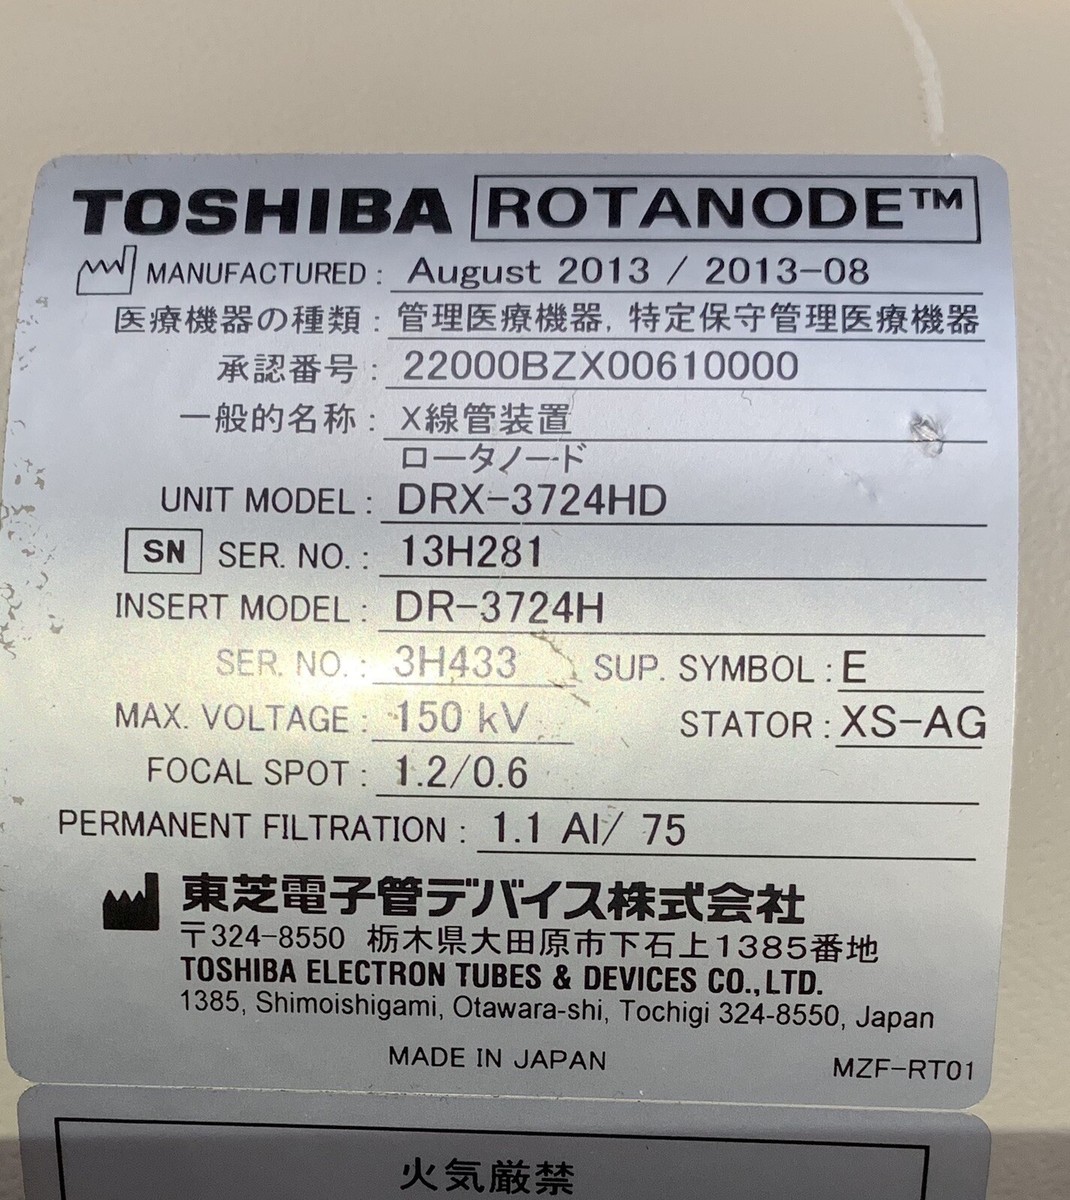 TOSHIBA ROTANODE™
MANUFACTURED : August 2013 / 2013-08
医療機器の種類 : 管理医療機器, 特定保守管理医療機器
承認番号 : 22000BZX00610000
一般的名称 : X線管装置
ロータノード
UNIT MODEL : DRX-3724HD
SN SER. NO. : 13H281
INSERT MODEL : DR-3724H
SER. NO. : 3H433 SUP. SYMBOL : E
MAX. VOLTAGE : 150 kV STATOR : XS-AG
FOCAL SPOT : 1.2/0.6
PERMANENT FILTRATION : 1.1 Al/ 75
東芝電子管デバイス株式会社
〒324-8550 栃木県大田原市下石上1385番地
TOSHIBA ELECTRON TUBES & DEVICES CO., LTD.
1385, Shimoishigami, Otawara-shi, Tochigi 324-8550, Japan
MADE IN JAPAN MZF-RT01
火気厳禁